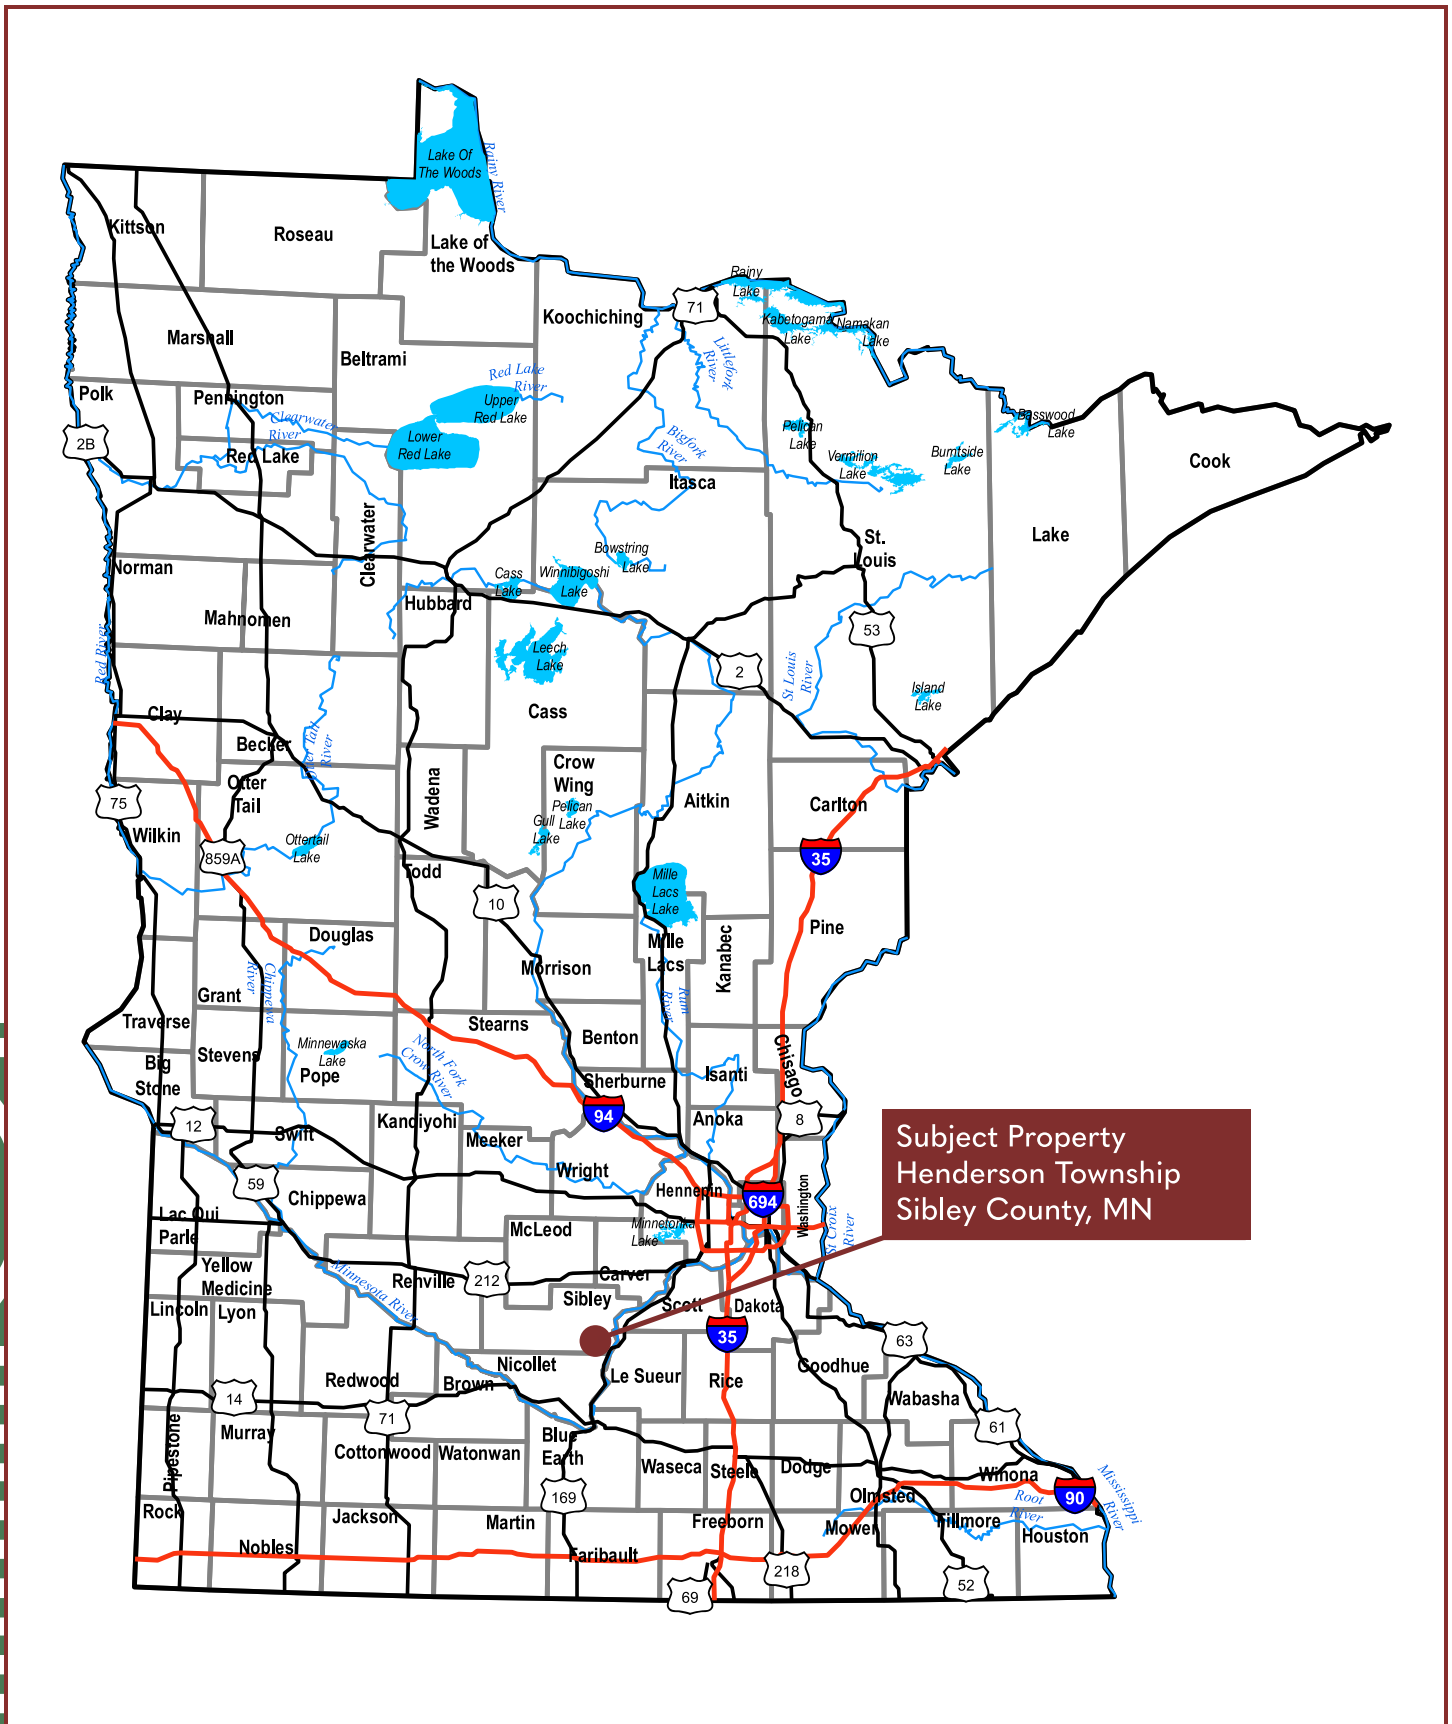 Lake Of
The Woods
Rainy River
Kittson
Roseau
Lake of
the Woods
Rainy
Lake
Koochiching
71
Kabetogama
Lake
Namakan
Lake
Marshall
Beltrami
Littlefork
River
Red Lake
River
Polk
Pennington
Upper
Red Lake
Clearwater
River
Basswood
Lake
2B
Lower
Red Lake
Bigfork
River
Pelican
Lake
Red Lake
Vermilion
Lake
Burntside
Lake
Cook
Itasca
Clearwater
St.
Louis
Lake
Bowstring
Lake
Norman
Cass
Lake
Winnibigoshi
Lake
Hubbard
Mahnomen
53
Red River
Leech
Lake
2
St Louis
River
Island
Lake
Clay
Cass
Becker
Otter Tail
River
Crow
Wing
Otter
Tail
Wadena
75
Aitkin
Carlton
Pelican
Lake
Gull
Lake
Wilkin
859A
Ottertail
Lake
35
Todd
Mille
Lacs
Lake
10
Pine
Douglas
Mille
Lacs
Kanabec
Morrison
Chippewa
River
Grant
Rum
River
Traverse
Stearns
Benton
Stevens
Minnewaska
Lake
Pope
North Fork
Crow River
Big
Stone
Chisago
Isanti
Sherburne
94
Anoka
8
12
Swift
Kandiyohi
Meeker
Subject Property
Henderson Township
Sibley County, MN
Wright
59
Chippewa
Hennepin
694
Washington
Lac Qui
Parle
McLeod
Minnetonka
Lake
St Croix
River
Yellow
Medicine
Minnesota River
Renville
212
Carver
Sibley
Scott
Dakota
Lincoln
Lyon
35
63
Nicollet
Goodhue
Redwood
Brown
Le Sueur
Rice
Wabasha
14
71
61
Pipestone
Murray
Cottonwood
Watonwan
Blue
Earth
Waseca
Steele
Dodge
Winona
169
Olmsted
90
Root
River
Mississippi
River
Rock
Jackson
Martin
Freeborn
Mower
Fillmore
Houston
Nobles
Faribault
218
52
69